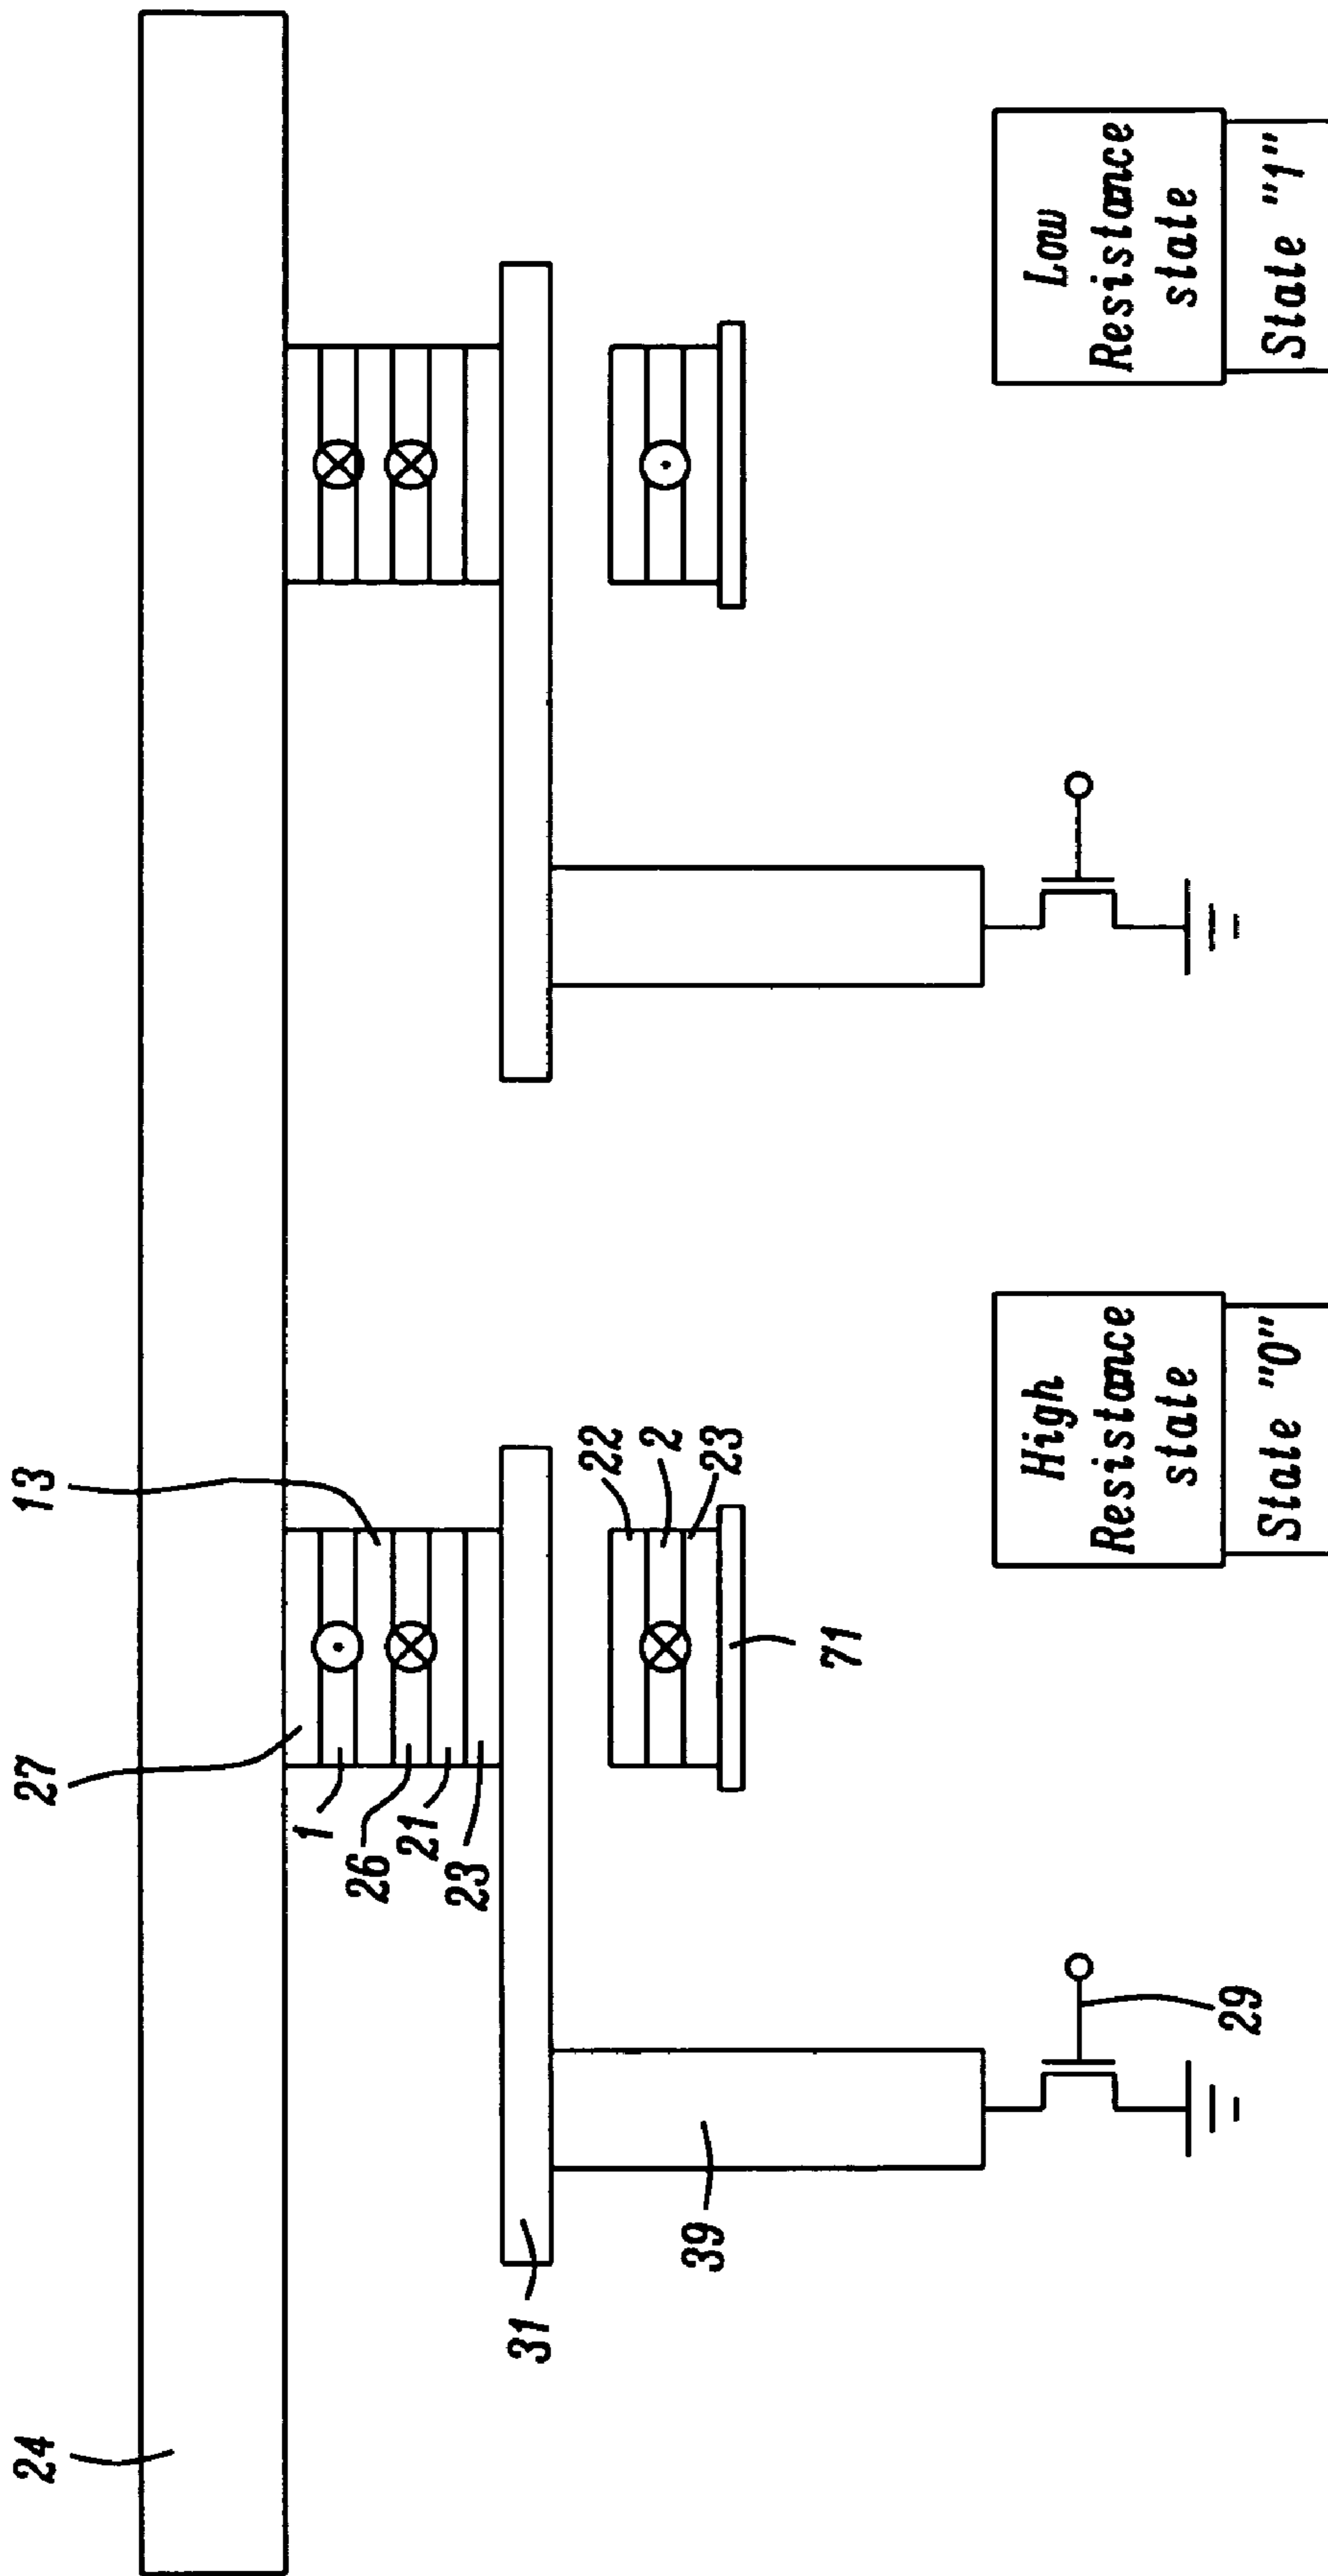 24
27
13
1
26
21
23
31
22
2
23
39
71
29
High
Resistance
state
State "0"
Low
Resistance
state
State "1"